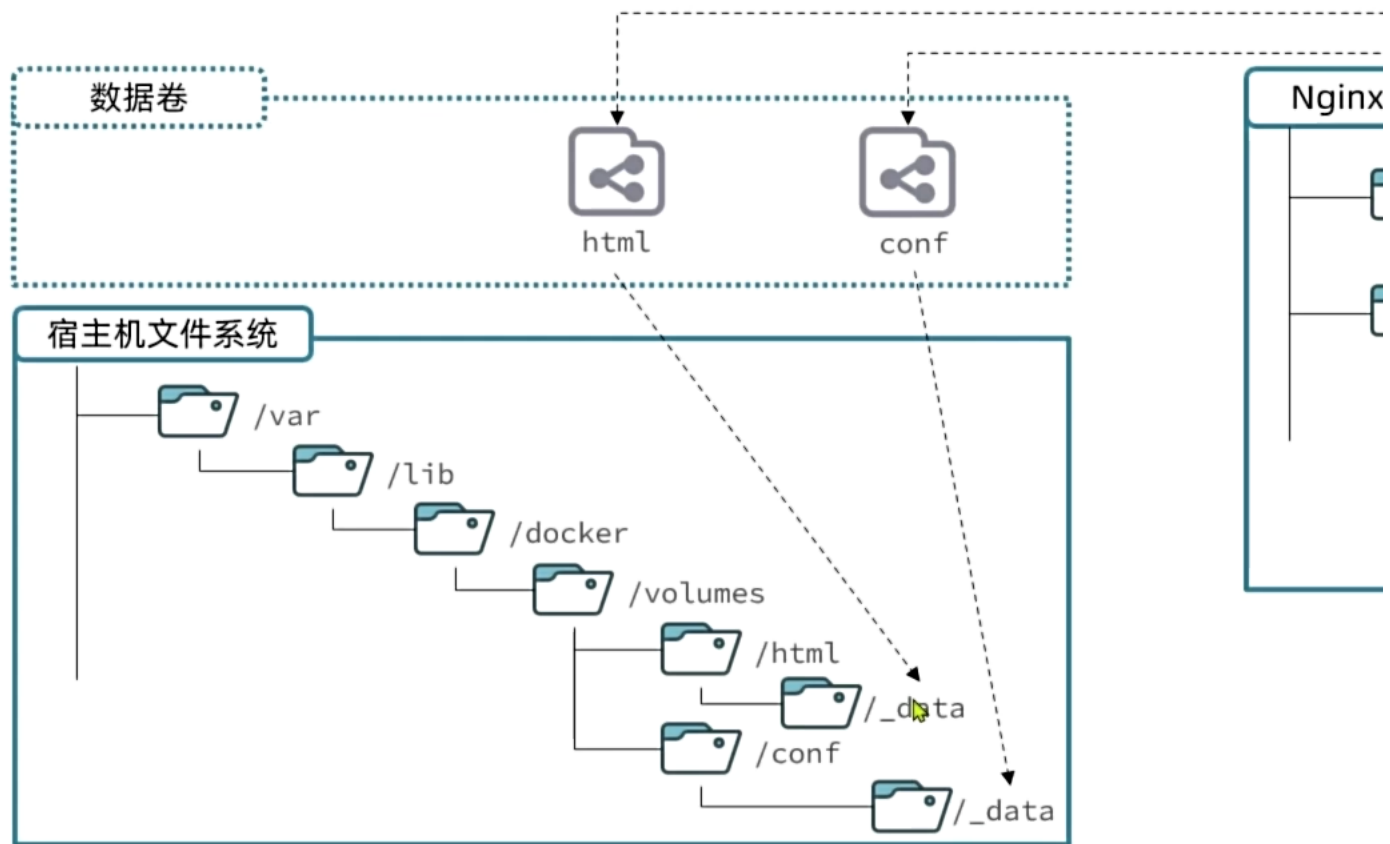 数据卷
Nginx
html
conf
宿主机文件系统
/var
/lib
/docker
/volumes
/html
/_data
/conf
/_data